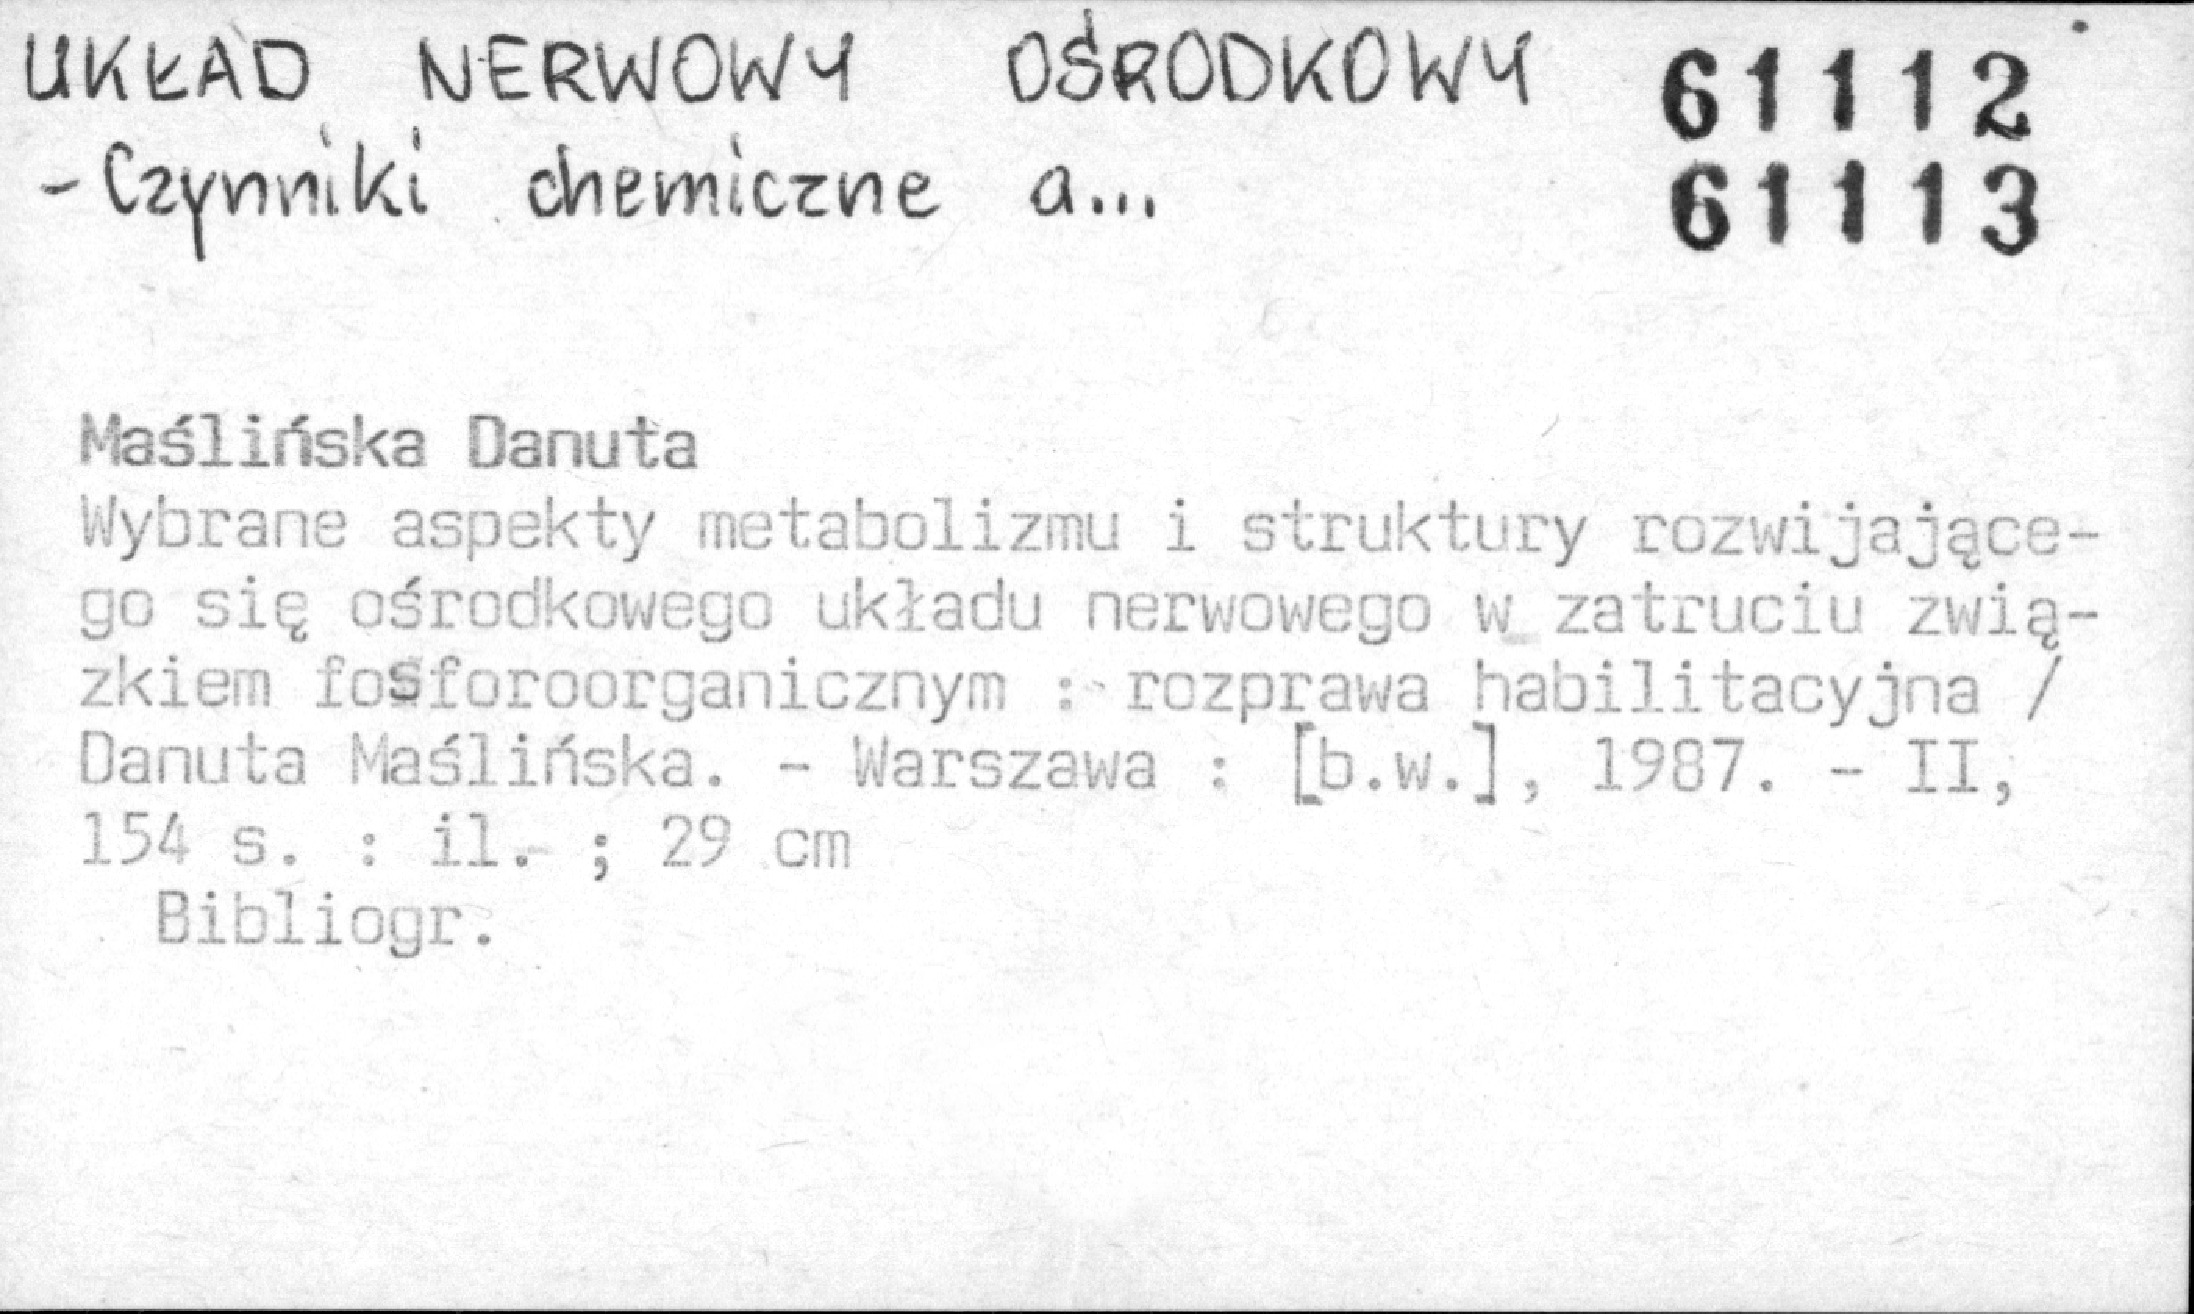 UKŁAD NERWOWY OŚRODKOWY 61112
-Czynniki chemiczne a... 61113
Maślińska Danuta
Wybrane aspekty metabolizmu i struktury rozwijające-
go się ośrodkowego układu nerwowego w zatruciu zwią-
zkiem fosforoorganicznym : rozprawa habilitacyjna /
Danuta Maślińska. - Warszawa : [b.w.], 1987. - II,
154 s. : il. ; 29 cm
Bibliogr.